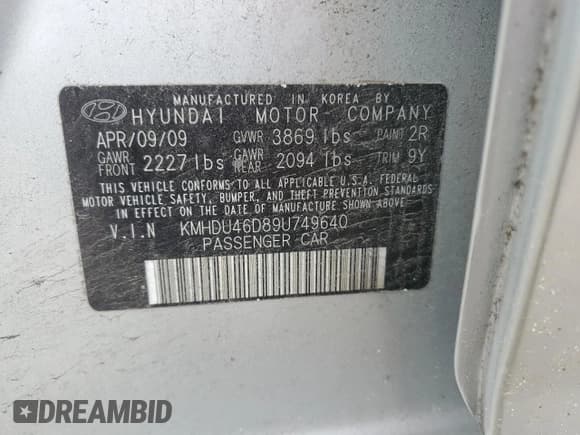 MANUFACTURED IN KOREA BY
HYUNDAI MOTOR COMPANY
APR/09/09 GVWR 3869 lbs PAINT 2R
GAWR FRONT 2227 lbs GAWR REAR 2094 lbs TRIM 9Y
THIS VEHICLE CONFORMS TO ALL APPLICABLE U.S.A. FEDERAL
MOTOR VEHICLE SAFETY, BUMPER, AND THEFT PREVENTION STANDARDS
IN EFFECT ON THE DATE OF MANUFACTURE SHOWN ABOVE.
V.I.N KMHDU46D89U749640
PASSENGER CAR
DREAMBID